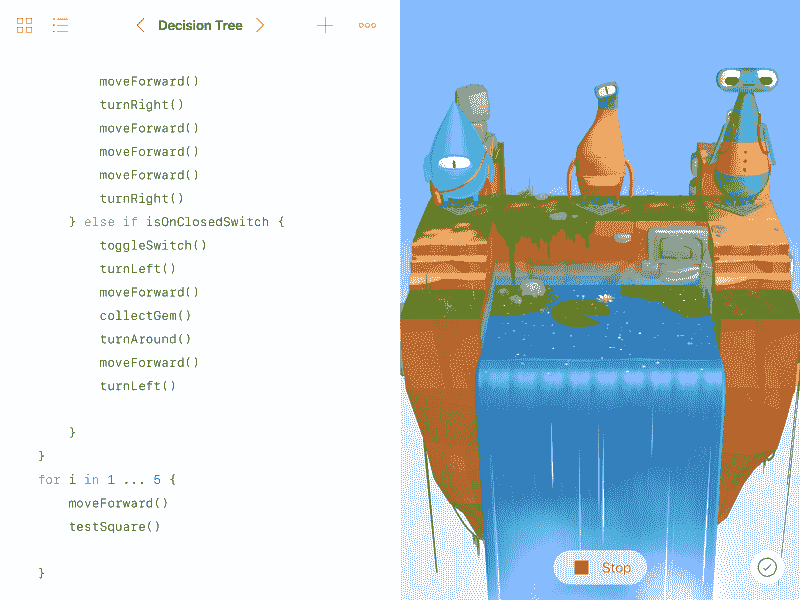 Decision Tree
moveForward()
turnRight()
moveForward()
moveForward()
moveForward()
turnRight()
} else if isOnClosedSwitch {
toggleSwitch()
turnLeft()
moveForward()
collectGem()
turnAround()
moveForward()
turnLeft()
}
}
for i in 1 ... 5 {
moveForward()
testSquare()
}
Stop